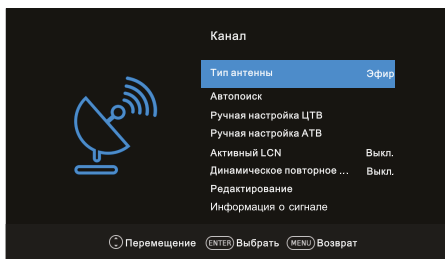 Канал
Тип антенны Эфир
Автопоиск
Ручная настройка ЦТВ
Ручная настройка АТВ
Активный LCN Выкл.
Динамическое повторное ... Выкл.
Редактирование
Информация о сигнале
Перемещение ENTER Выбрать MENU Возврат